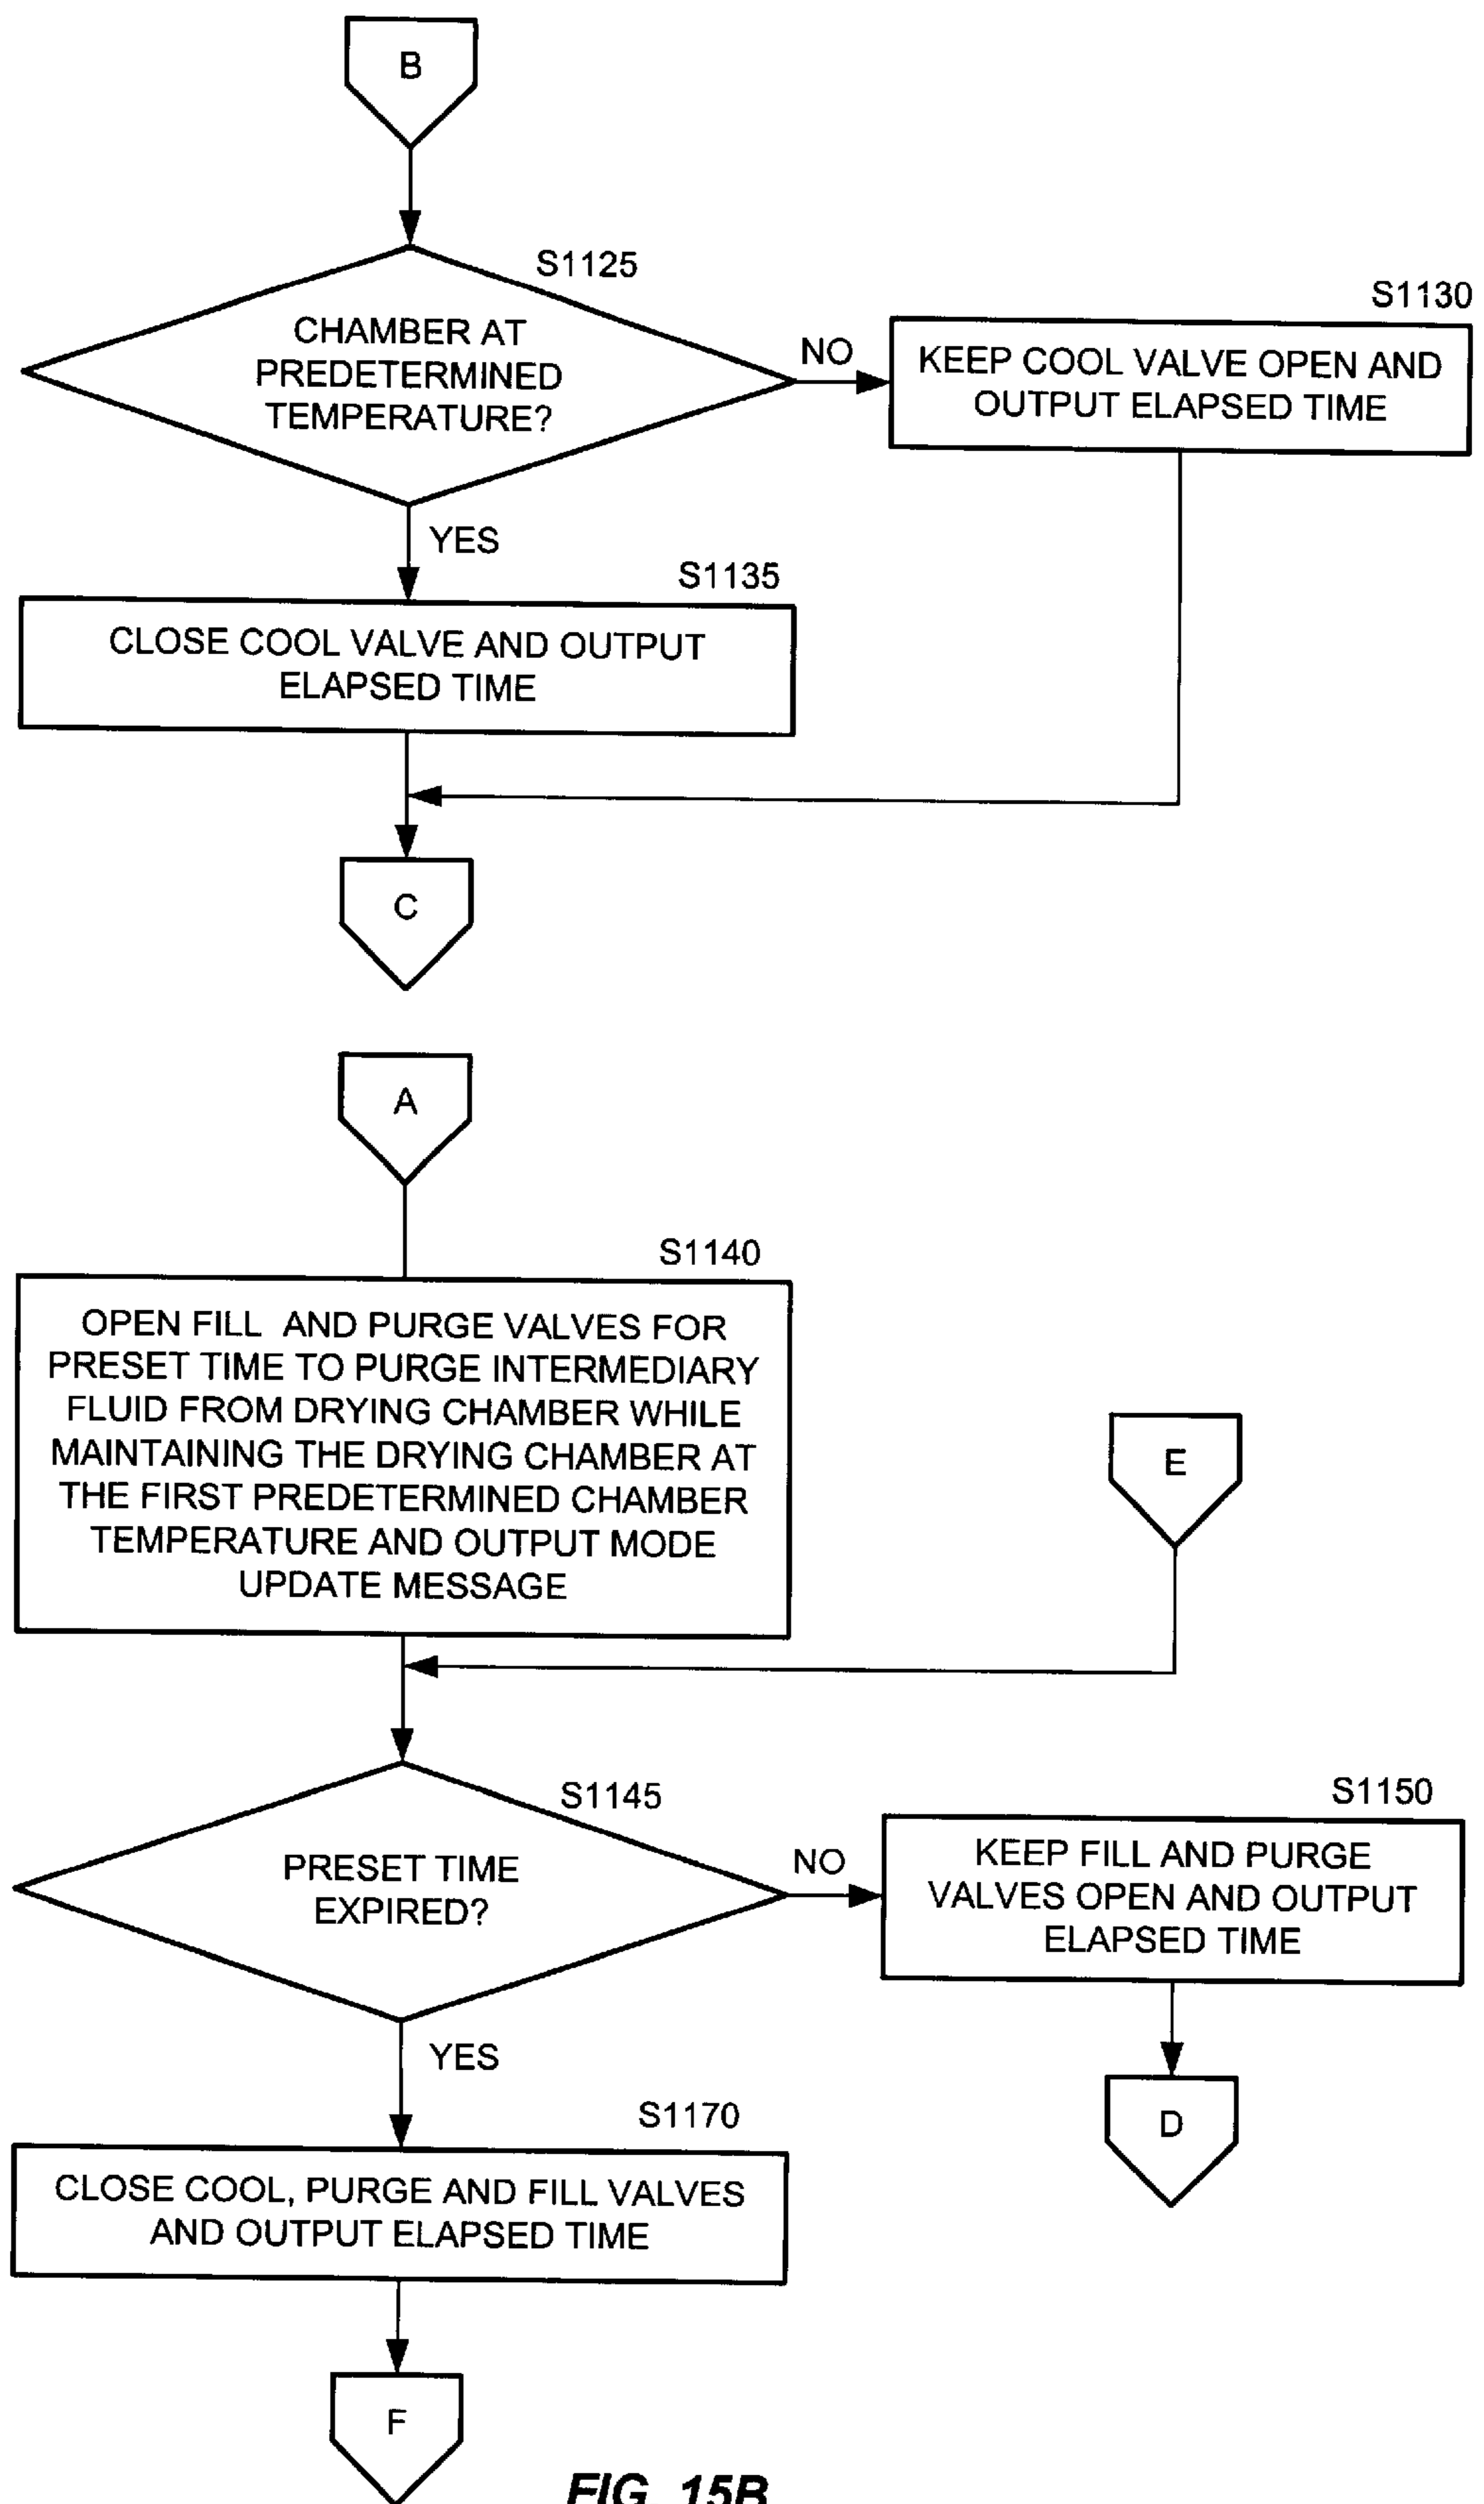 B
S1125
CHAMBER AT
PREDETERMINED
TEMPERATURE?
NO
S1130
KEEP COOL VALVE OPEN AND
OUTPUT ELAPSED TIME
YES
S1135
CLOSE COOL VALVE AND OUTPUT
ELAPSED TIME
C
A
S1140
OPEN FILL AND PURGE VALVES FOR
PRESET TIME TO PURGE INTERMEDIARY
FLUID FROM DRYING CHAMBER WHILE
MAINTAINING THE DRYING CHAMBER AT
THE FIRST PREDETERMINED CHAMBER
TEMPERATURE AND OUTPUT MODE
UPDATE MESSAGE
E
S1145
PRESET TIME
EXPIRED?
NO
S1150
KEEP FILL AND PURGE
VALVES OPEN AND OUTPUT
ELAPSED TIME
D
YES
S1170
CLOSE COOL, PURGE AND FILL VALVES
AND OUTPUT ELAPSED TIME
F
FIG. 15B